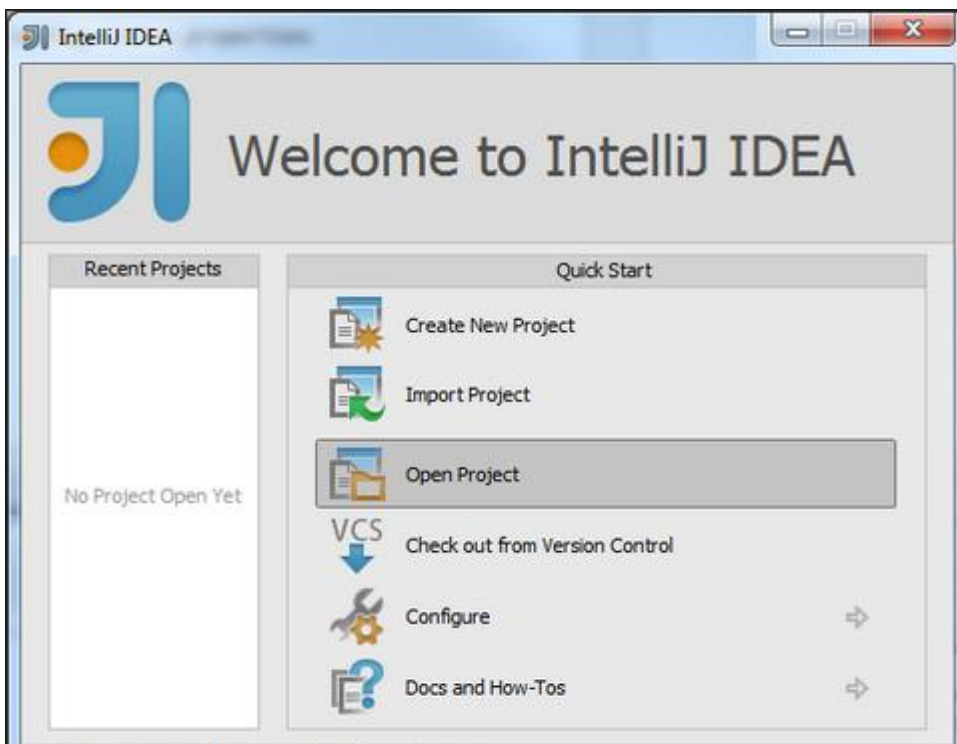 IntelliJ IDEA
Welcome to IntelliJ IDEA
Recent Projects
No Project Open Yet
Quick Start
Create New Project
Import Project
Open Project
VCS
Check out from Version Control
Configure
Docs and How-Tos